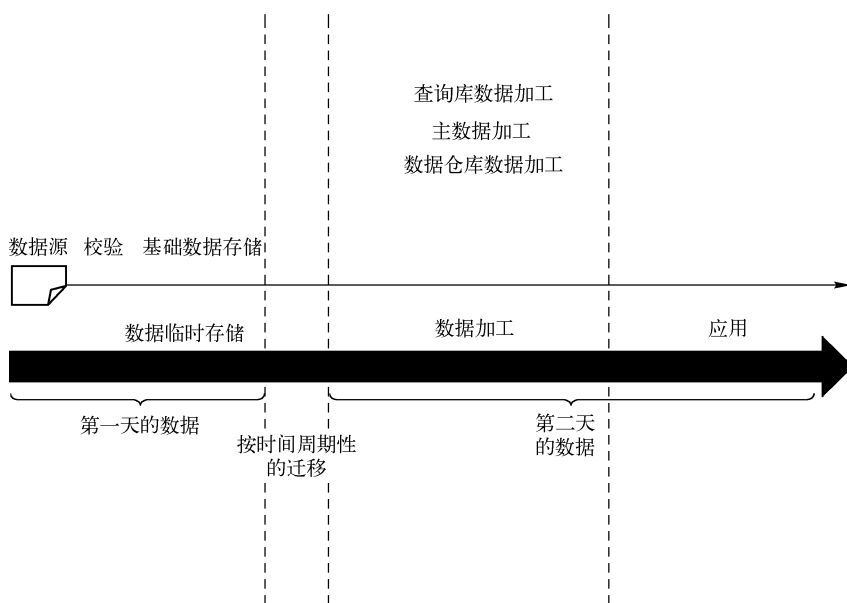 查询库数据加工
主数据加工
数据仓库数据加工
数据源 校验 基础数据存储
数据临时存储
数据加工
应用
第一天的数据
按时间周期性
的迁移
第二天
的数据